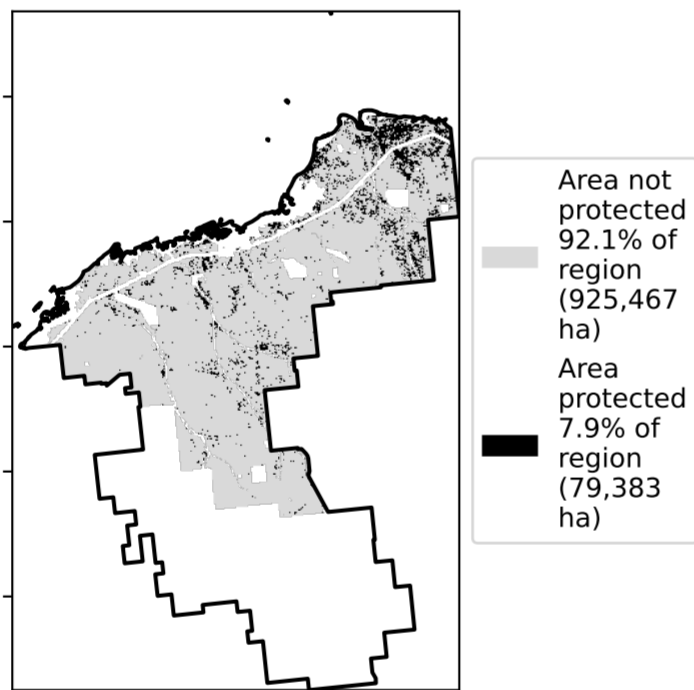 Area not
protected
92.1% of
region
(925,467
ha)
Area
protected
7.9% of
region
(79,383
ha)